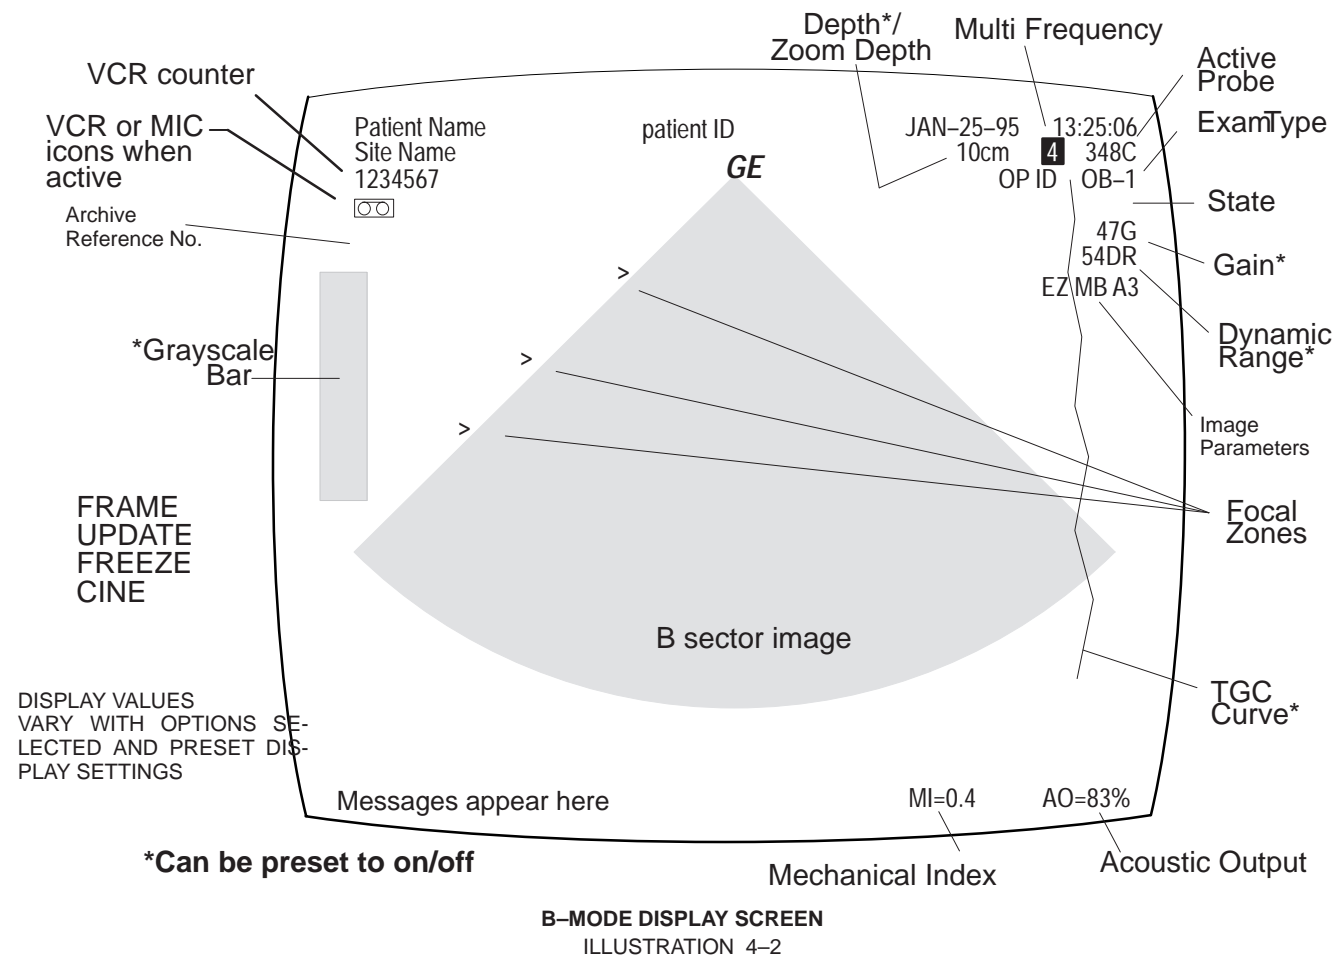 Depth*/
Zoom Depth
Multi Frequency
Active
Probe
VCR counter
VCR or MIC
icons when
active
Archive
Reference No.
Patient Name
Site Name
1234567
patient ID
GE
JAN–25–95 13:25:06
10cm 4 348C
OP ID OB–1
ExamType
State
47G
54DR
EZ MB A3
Gain*
Dynamic
Range*
Image
Parameters
>
>
>
*Grayscale
Bar
Focal
Zones
FRAME
UPDATE
FREEZE
CINE
B sector image
TGC
Curve*
DISPLAY VALUES
VARY WITH OPTIONS SE-
LECTED AND PRESET DIS-
PLAY SETTINGS
Messages appear here
MI=0.4 AO=83%
*Can be preset to on/off
Mechanical Index
Acoustic Output
B–MODE DISPLAY SCREEN
ILLUSTRATION 4–2